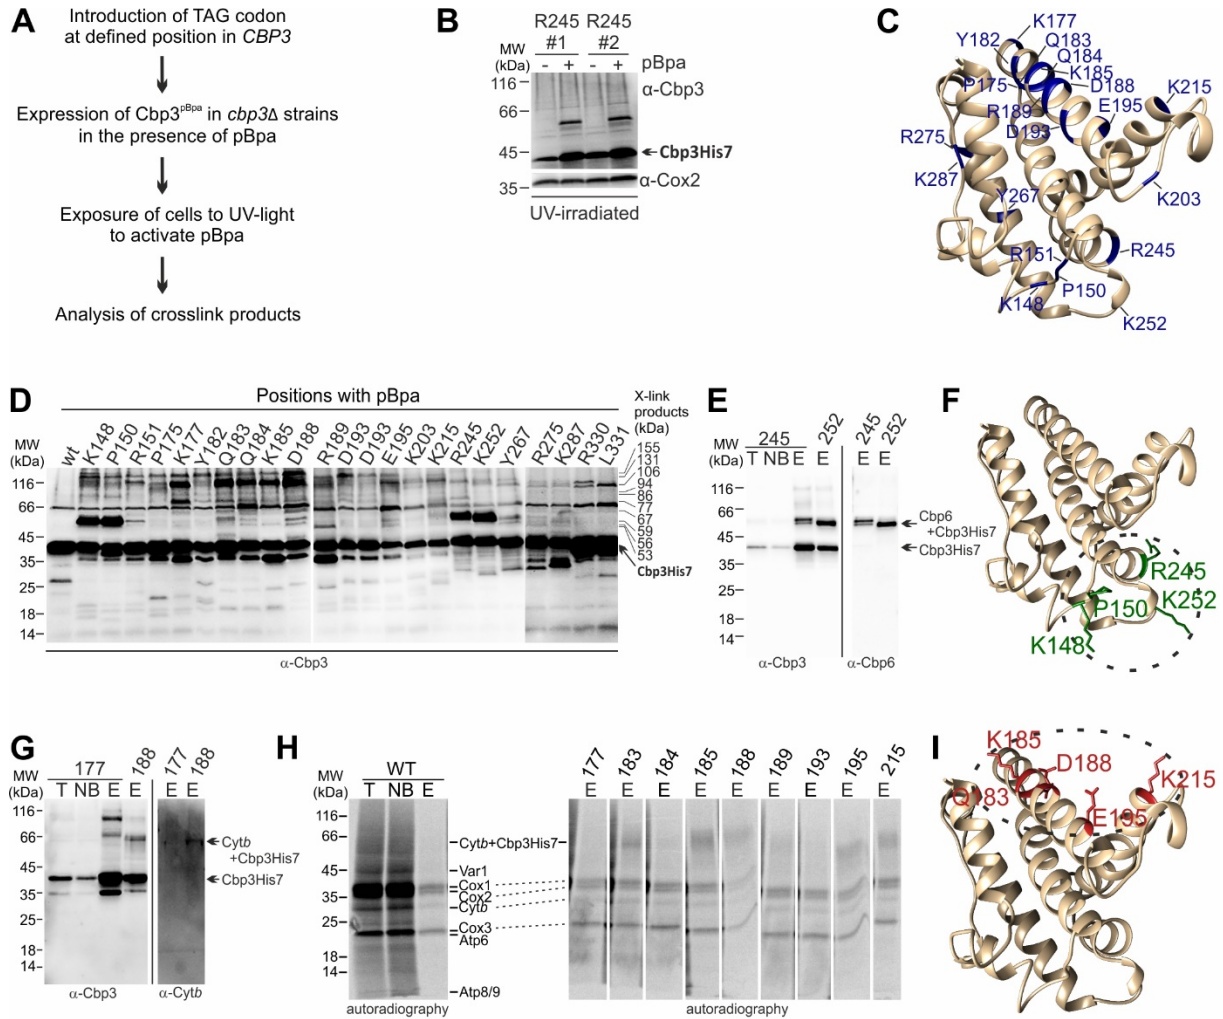 A
Introduction of TAG codon
at defined position in CBP3
Expression of Cbp3pBpa in cbp3Δ strains
in the presence of pBpa
Exposure of cells to UV-light
to activate pBpa
Analysis of crosslink products
B
R245 R245
#1 #2
MW
(kDa)
- + - + pBpa
α-Cbp3
116
66
45
Cbp3His7
α-Cox2
35
UV-irradiated
C
K177
Y182
Q183
Q184
K185
P175
D188
K215
R189
E195
D193
R275
K287
K203
Y267
R151
R245
P150
K148
K252
D
Positions with pBpa
X-link
products
(kDa)
MW
(kDa)
wt K148 P150 R151 P175 K177 Y182 Q183 Q184 K185 D188 R189 D193 D193 E195 K203 K215 R245 K252 Y267 R275 K287 R330 L331
155
131
106
94
86
77
67
59
56
53
Cbp3His7
116
66
45
35
25
18
14
α-Cbp3
E
245 252 245 252
MW
(kDa)
T NB E E E E
116
66
45
35
25
18
14
Cbp6
+Cbp3His7
Cbp3His7
α-Cbp3 α-Cbp6
F
R245
P150
K252
K148
G
177 188 177 188
MW
(kDa)
T NB E E E E
116
66
45
35
25
18
14
Cytb
+Cbp3His7
Cbp3His7
α-Cbp3 α-Cytb
H
WT
MW
(kDa)
T NB E
116
66
45
35
25
18
14
Cytb+Cbp3His7
Var1
Cox1
Cox2
Cytb
Cox3
Atp6
Atp8/9
autoradiography
177 183 184 185 188 189 193 195 215
E E E E E E E E E
autoradiography
I
K185
D188
K215
Q183
E195